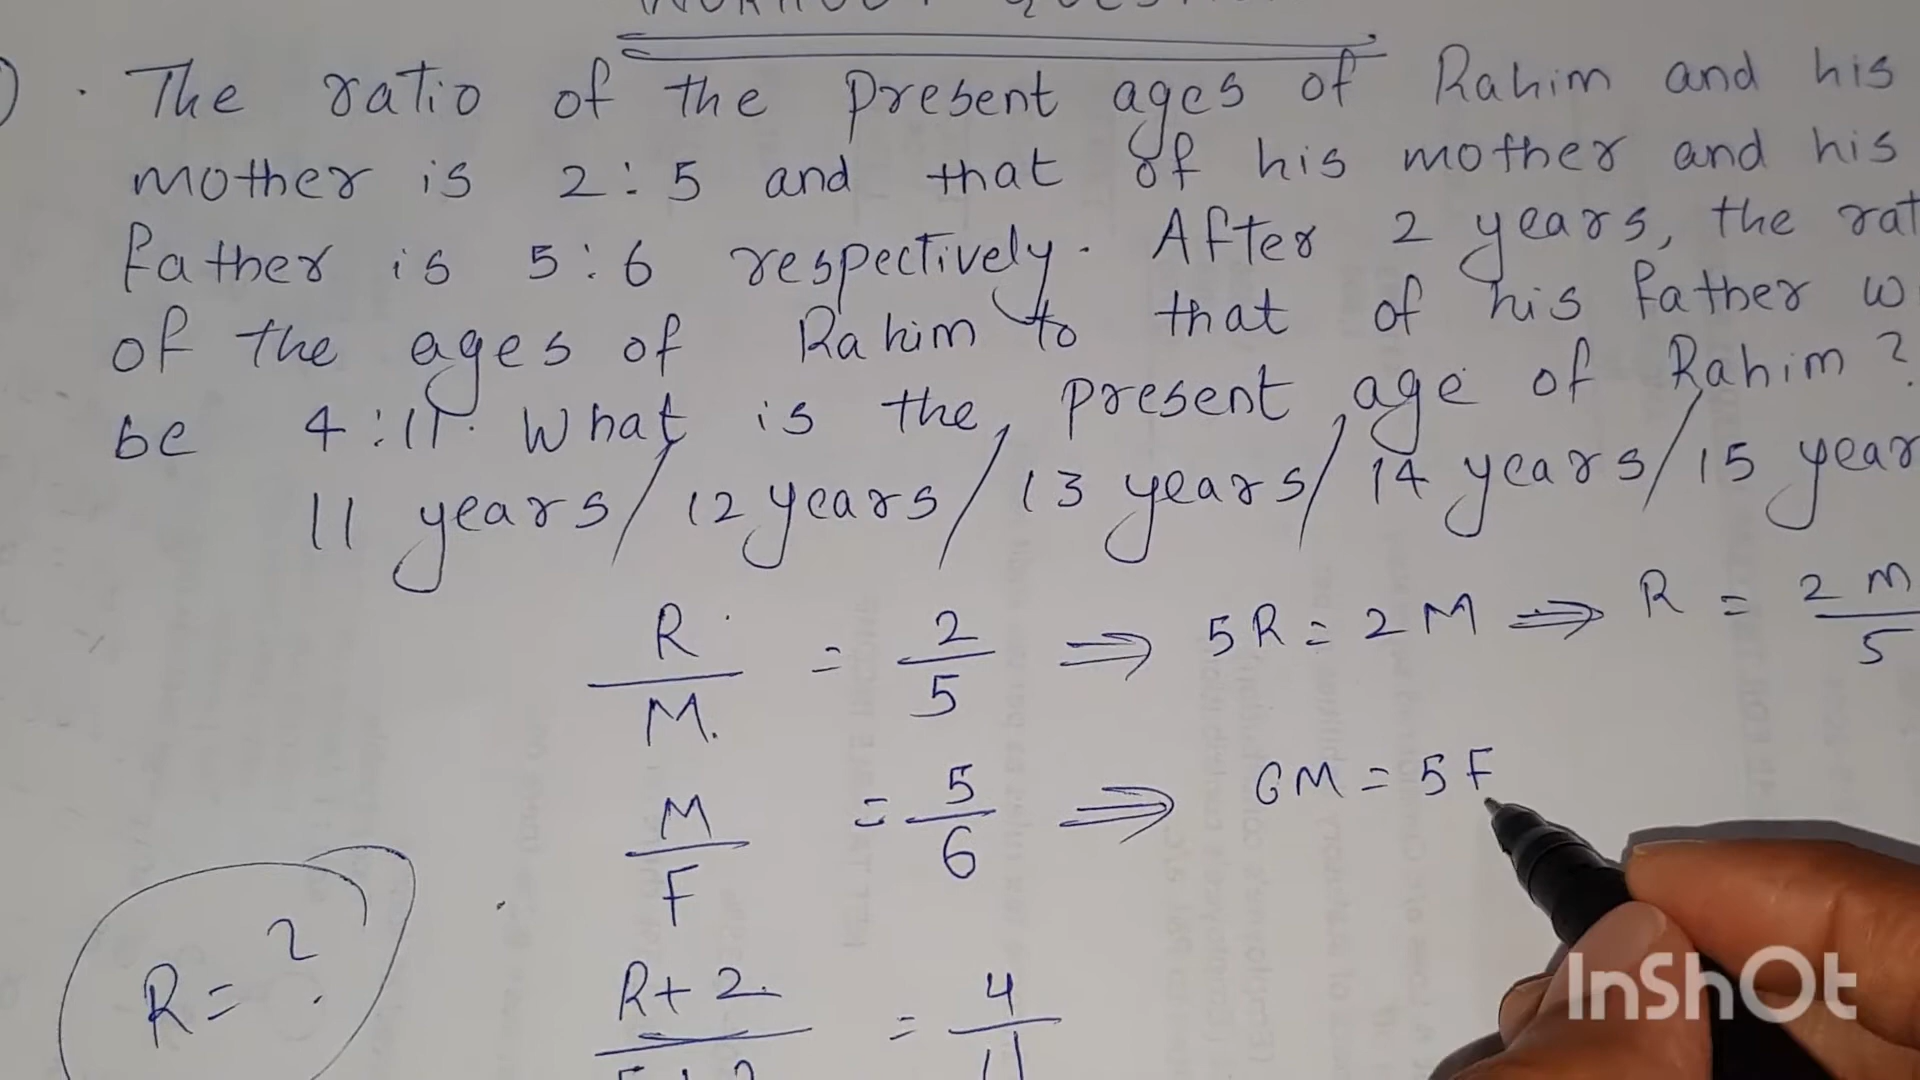 The ratio of the present ages of Rahim and his
mother is 2:5 and that of his mother and his
father is 5:6 respectively. After 2 years, the rat
of the ages of Rahim to that of his father w
be 4:11. What is the present age of Rahim?
11 years/12 years/13 years/14 years/15 year
R/M. = 2/5 ⟹ 5R = 2M ⟹ R = 2M/5
M/F = 5/6 ⟹ 6M = 5F
R = ?
R+2. = 4/11
InShOt